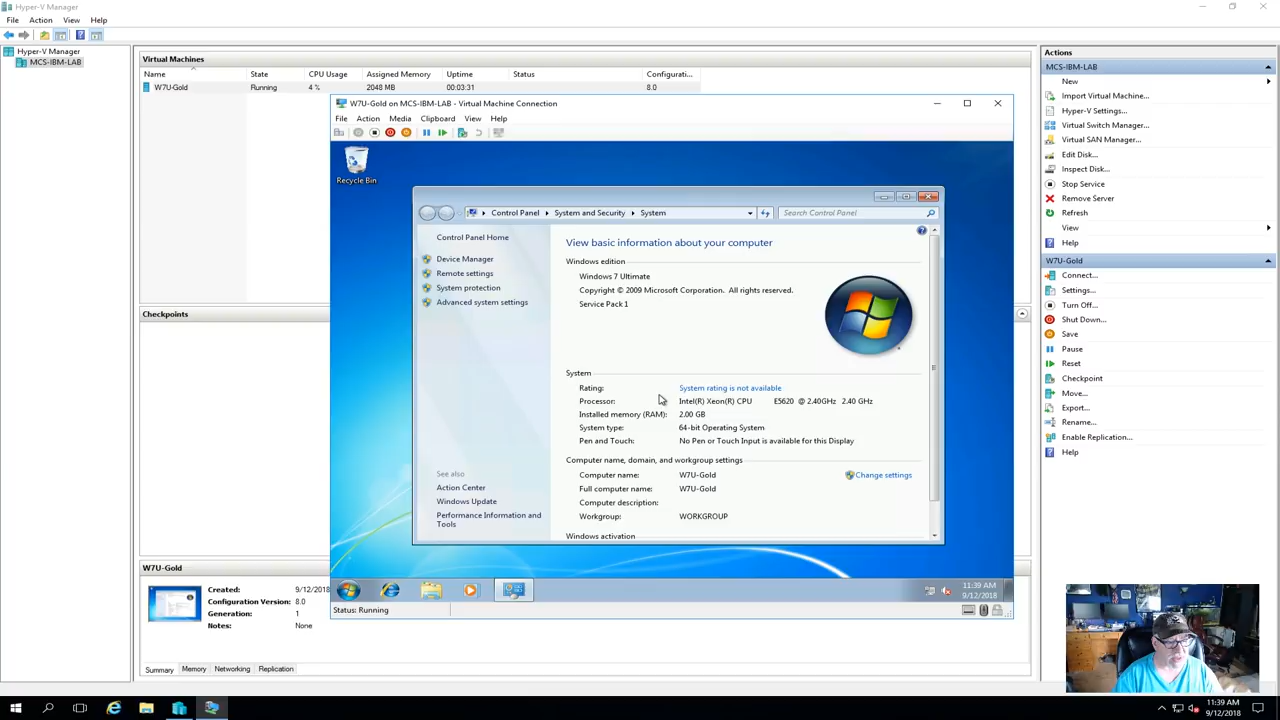 Hyper-V Manager
File Action View Help
Hyper-V Manager
MCS-IBM-LAB
Virtual Machines
Name State CPU Usage Assigned Memory Uptime Status Configurati...
W7U-Gold Running 4 % 2048 MB 00:03:31 8.0
Checkpoints
W7U-Gold
Created: 9/12/2018
Configuration Version: 8.0
Generation: 1
Notes: None
Summary Memory Networking Replication
W7U-Gold on MCS-IBM-LAB - Virtual Machine Connection
File Action Media Clipboard View Help
Recycle Bin
Control Panel System and Security System
Search Control Panel
Control Panel Home
Device Manager
Remote settings
System protection
Advanced system settings
See also
Action Center
Windows Update
Performance Information and
Tools
View basic information about your computer
Windows edition
Windows 7 Ultimate
Copyright © 2009 Microsoft Corporation. All rights reserved.
Service Pack 1
System
Rating: System rating is not available
Processor: Intel(R) Xeon(R) CPU E5620 @ 2.40GHz 2.40 GHz
Installed memory (RAM): 2.00 GB
System type: 64-bit Operating System
Pen and Touch: No Pen or Touch Input is available for this Display
Computer name, domain, and workgroup settings
Computer name: W7U-Gold
Change settings
Full computer name: W7U-Gold
Computer description:
Workgroup: WORKGROUP
Windows activation
11:39 AM
9/12/2018
Status: Running
Actions
MCS-IBM-LAB
New
Import Virtual Machine...
Hyper-V Settings...
Virtual Switch Manager...
Virtual SAN Manager...
Edit Disk...
Inspect Disk...
Stop Service
Remove Server
Refresh
View
Help
W7U-Gold
Connect...
Settings...
Turn Off...
Shut Down...
Save
Pause
Reset
Checkpoint
Move...
Export...
Rename...
Enable Replication...
Help
11:39 AM
9/12/2018